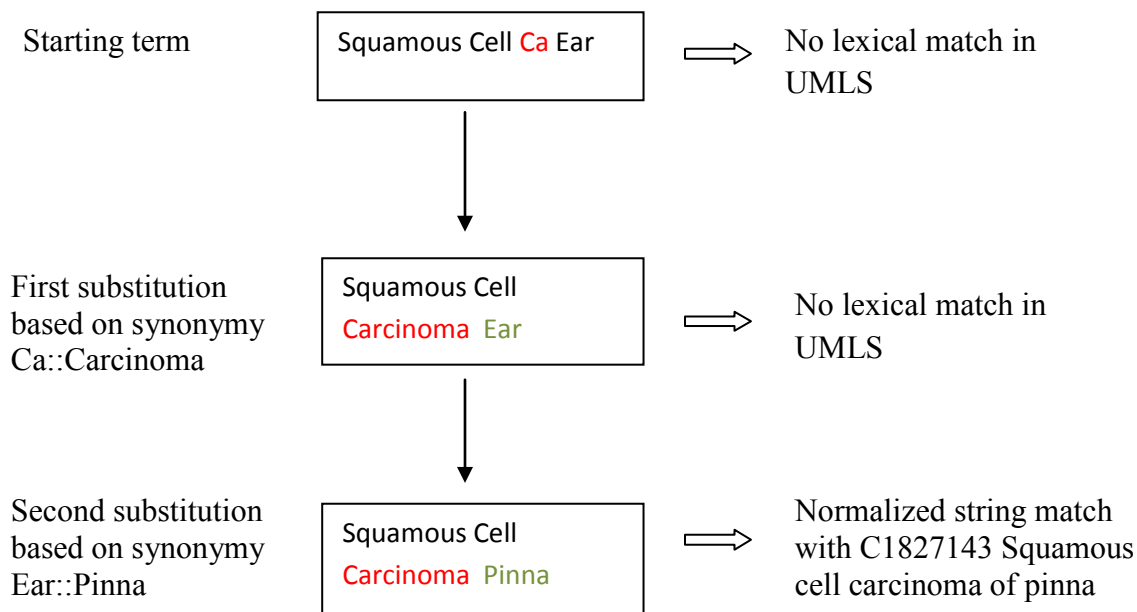 Starting term
Squamous Cell Ca Ear
No lexical match in
UMLS
First substitution
based on synonymy
Ca::Carcinoma
Squamous Cell
Carcinoma Ear
No lexical match in
UMLS
Second substitution
based on synonymy
Ear::Pinna
Squamous Cell
Carcinoma Pinna
Normalized string match
with C1827143 Squamous
cell carcinoma of pinna